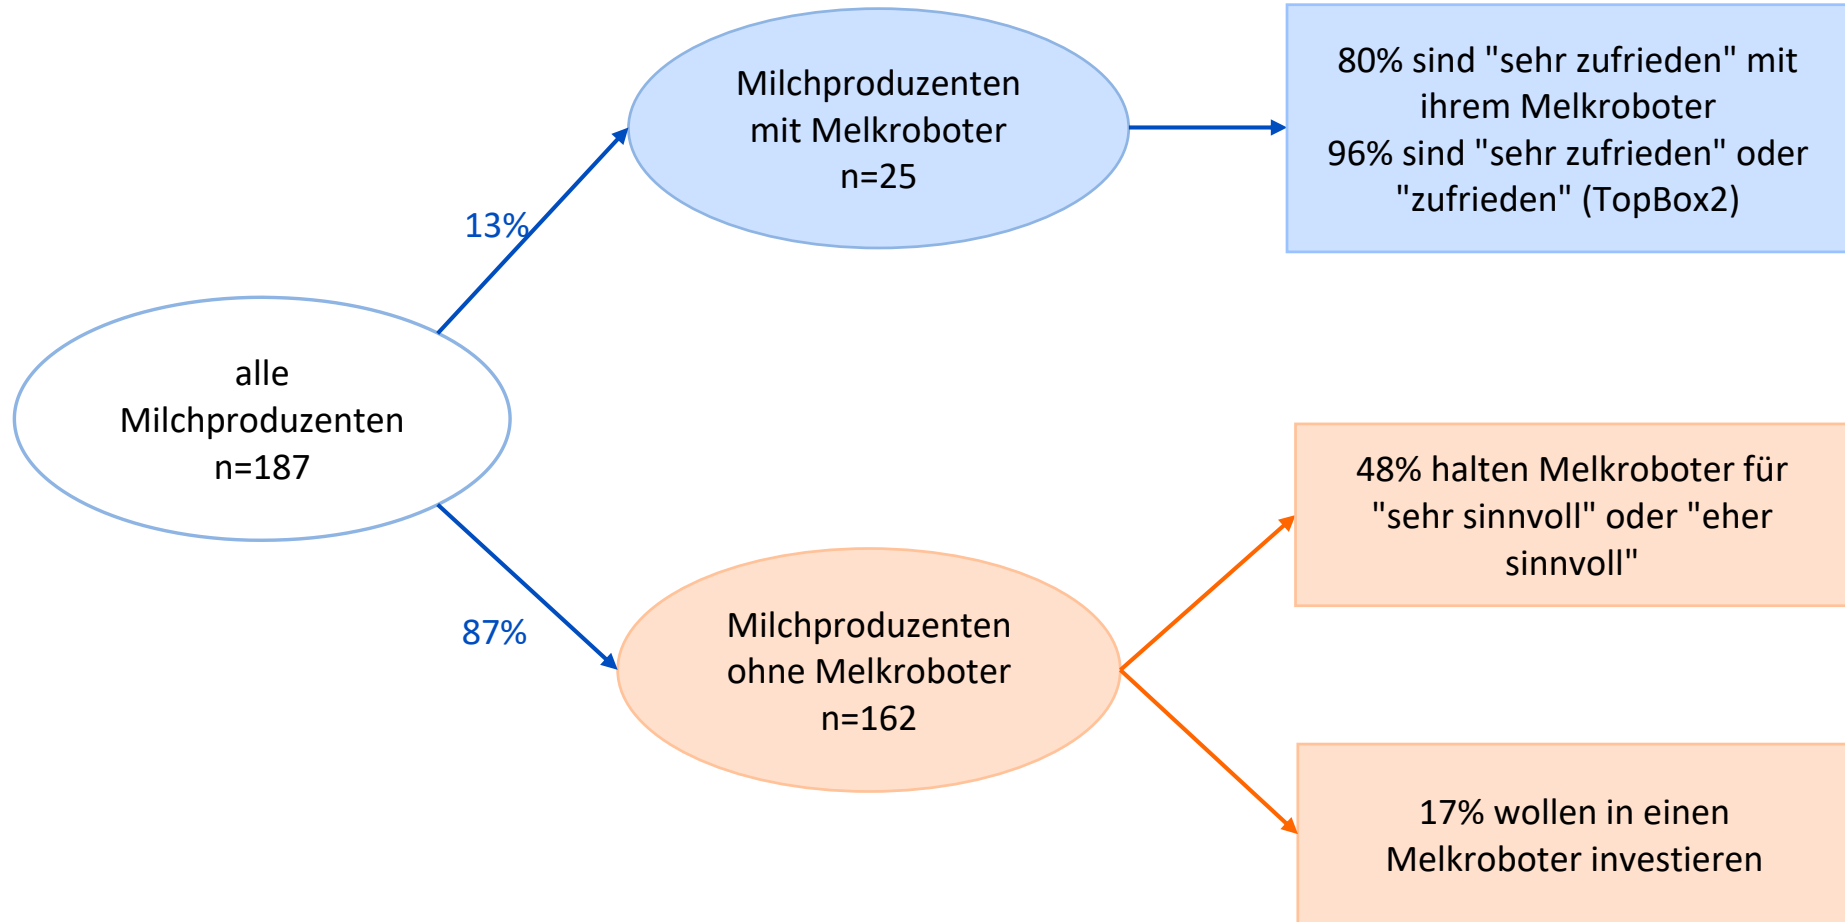 Milchproduzenten
mit Melkroboter
n=25
80% sind "sehr zufrieden" mit
ihrem Melkroboter
96% sind "sehr zufrieden" oder
"zufrieden" (TopBox2)
13%
alle
Milchproduzenten
n=187
87%
Milchproduzenten
ohne Melkroboter
n=162
48% halten Melkroboter für
"sehr sinnvoll" oder "eher
sinnvoll"
17% wollen in einen
Melkroboter investieren